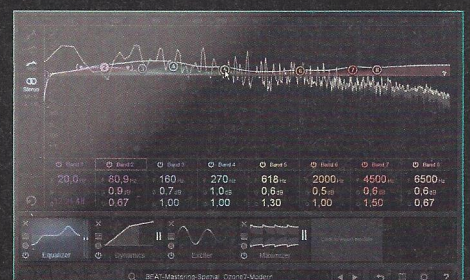 Stereo
Band 1 Band 2 Band 3 Band 4 Band 5 Band 6 Band 7 Band 8
20,0 Hz 80,9 Hz 160 Hz 270 Hz 618 Hz 2000 Hz 4500 Hz 6500 Hz
0,9 dB 0,7 dB 1,0 dB 0,6 dB 0,5 dB 0,6 dB 0,6 dB
0,67 1,00 1,00 1,30 1,00 1,50 0,67
Equalizer Dynamics Exciter Maximizer
BEAT-Mastering-Spezial_Ozone7-Modern